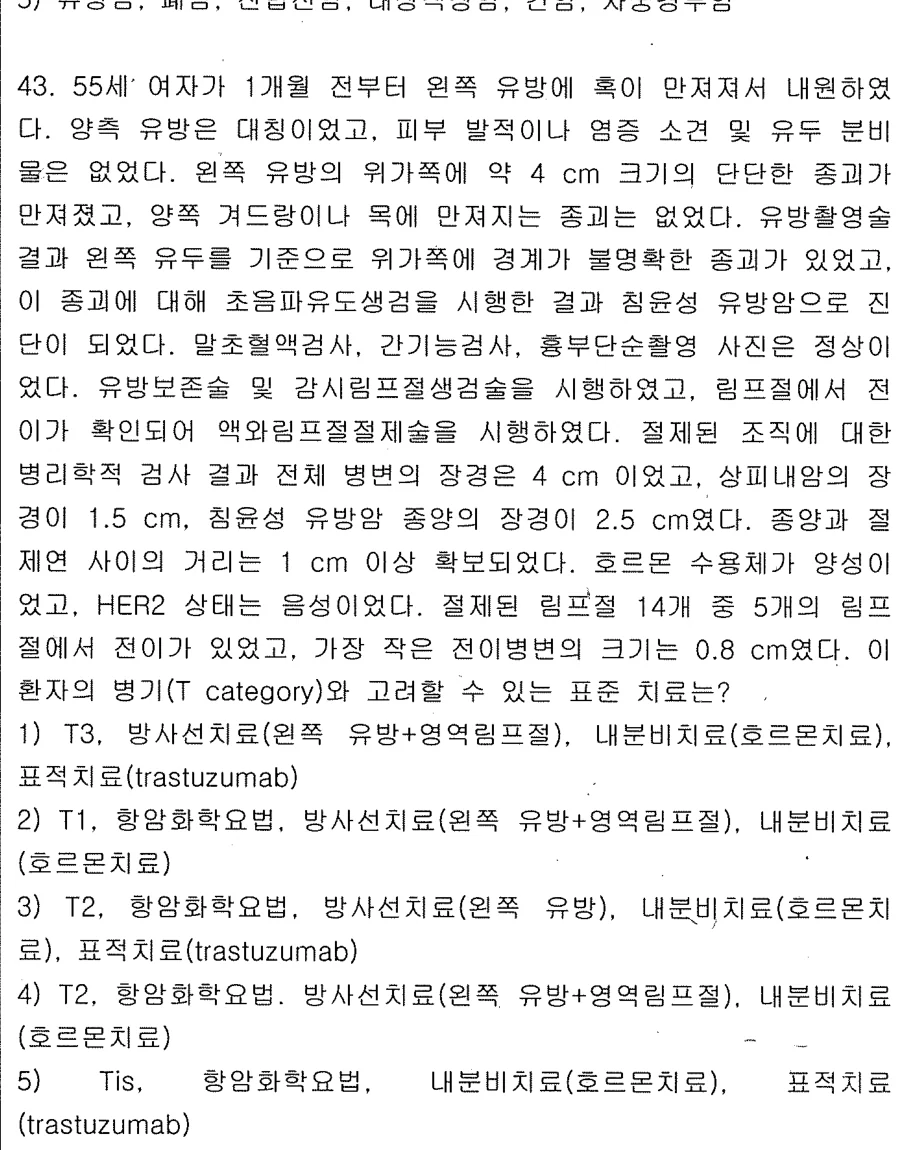 43. 55세 여자가 1개월 전부터 왼쪽 유방에 혹이 만져져서 내원하였
다. 양측 유방은 대칭이었고, 피부 발적이나 염증 소견 및 유두 분비
물은 없었다. 왼쪽 유방의 위가쪽에 약 4 cm 크기의 단단한 종괴가
만져졌고, 양쪽 겨드랑이나 목에 만져지는 종괴는 없었다. 유방촬영술
결과 왼쪽 유두를 기준으로 위가쪽에 경계가 불명확한 종괴가 있었고,
이 종괴에 대해 초음파유도생검을 시행한 결과 침윤성 유방암으로 진
단이 되었다. 말초혈액검사, 간기능검사, 흉부단순촬영 사진은 정상이
었다. 유방보존술 및 감시림프절생검술을 시행하였고, 림프절에서 전
이가 확인되어 액와림프절절제술을 시행하였다. 절제된 조직에 대한
병리학적 검사 결과 전체 병변의 장경은 4 cm 이었고, 상피내암의 장
경이 1.5 cm, 침윤성 유방암 종양의 장경이 2.5 cm였다. 종양과 절
제연 사이의 거리는 1 cm 이상 확보되었다. 호르몬 수용체가 양성이
었고, HER2 상태는 음성이었다. 절제된 림프절 14개 중 5개의 림프
절에서 전이가 있었고, 가장 작은 전이병변의 크기는 0.8 cm였다. 이
환자의 병기(T category)와 고려할 수 있는 표준 치료는?
1) T3, 방사선치료(왼쪽 유방+영역림프절), 내분비치료(호르몬치료),
표적치료(trastuzumab)
2) T1, 항암화학요법, 방사선치료(왼쪽 유방+영역림프절), 내분비치료
(호르몬치료)
3) T2, 항암화학요법, 방사선치료(왼쪽 유방), 내분비치료(호르몬치
료), 표적치료(trastuzumab)
4) T2, 항암화학요법. 방사선치료(왼쪽 유방+영역림프절), 내분비치료
(호르몬치료)
5) Tis, 항암화학요법, 내분비치료(호르몬치료), 표적치료
(trastuzumab)